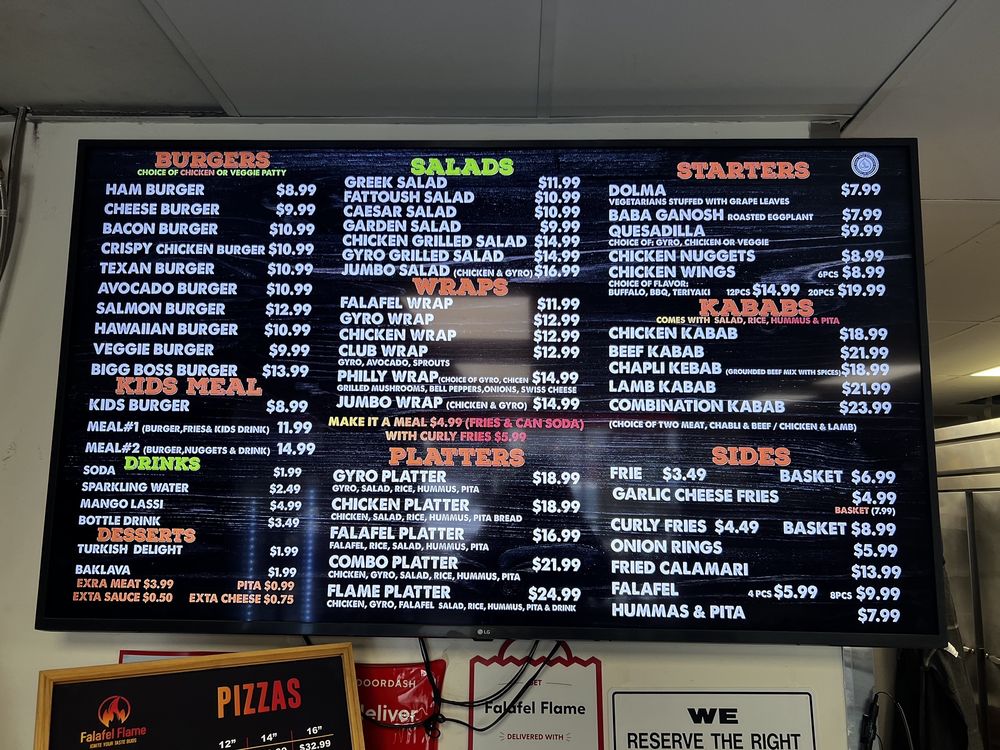 BURGERS
CHOICE OF CHICKEN OR VEGGIE PATTY
HAM BURGER $8.99
CHEESE BURGER $9.99
BACON BURGER $10.99
CRISPY CHICKEN BURGER $10.99
TEXAN BURGER $10.99
AVOCADO BURGER $10.99
SALMON BURGER $12.99
HAWAIIAN BURGER $10.99
VEGGIE BURGER $9.99
BIGG BOSS BURGER $13.99
KIDS MEAL
KIDS BURGER $8.99
MEAL#1 (BURGER,FRIES& KIDS DRINK) 11.99
MEAL#2 (BURGER,NUGGETS & DRINK) 14.99
DRINKS
SODA $1.99
SPARKLING WATER $2.49
MANGO LASSI $4.99
BOTTLE DRINK $3.49
DESSERTS
TURKISH DELIGHT $1.99
BAKLAVA $1.99
EXRA MEAT $3.99 PITA $0.99
EXTA SAUCE $0.50 EXTA CHEESE $0.75
SALADS
GREEK SALAD $11.99
FATTOUSH SALAD $10.99
CAESAR SALAD $10.99
GARDEN SALAD $9.99
CHICKEN GRILLED SALAD $14.99
GYRO GRILLED SALAD $14.99
JUMBO SALAD (CHICKEN & GYRO) $16.99
WRAPS
FALAFEL WRAP $11.99
GYRO WRAP $12.99
CHICKEN WRAP $12.99
CLUB WRAP $12.99
GYRO, AVOCADO, SPROUTS
PHILLY WRAP (CHOICE OF GYRO, CHICEN $14.99
GRILLED MUSHROOMS, BELL PEPPERS,ONIONS, SWISS CHEESE
JUMBO WRAP (CHICKEN & GYRO) $14.99
MAKE IT A MEAL $4.99 (FRIES & CAN SODA)
WITH CURLY FRIES $5.99
PLATTERS
GYRO PLATTER $18.99
GYRO, SALAD, RICE, HUMMUS, PITA
CHICKEN PLATTER $18.99
CHICKEN, SALAD, RICE, HUMMUS, PITA BREAD
FALAFEL PLATTER $16.99
FALAFEL, RICE, SALAD, HUMMUS, PITA
COMBO PLATTER $21.99
CHICKEN, GYRO, SALAD, RICE, HUMMUS, PITA
FLAME PLATTER $24.99
CHICKEN, GYRO, FALAFEL SALAD, RICE, HUMMUS, PITA & DRINK
STARTERS
DOLMA $7.99
VEGETARIANS STUFFED WITH GRAPE LEAVES
BABA GANOSH ROASTED EGGPLANT $7.99
QUESADILLA $9.99
CHOICE OF: GYRO, CHICKEN OR VEGGIE
CHICKEN NUGGETS $8.99
CHICKEN WINGS 6PCS $8.99
CHOICE OF FLAVOR:
BUFFALO, BBQ, TERIYAKI 12PCS $14.99 20PCS $19.99
KABABS
COMES WITH SALAD, RICE, HUMMUS & PITA
CHICKEN KABAB $18.99
BEEF KABAB $21.99
CHAPLI KEBAB (GROUNDED BEEF MIX WITH SPICES) $18.99
LAMB KABAB $21.99
COMBINATION KABAB $23.99
(CHOICE OF TWO MEAT, CHABLI & BEEF / CHICKEN & LAMB)
SIDES
FRIE $3.49 BASKET $6.99
GARLIC CHEESE FRIES $4.99
BASKET (7.99)
CURLY FRIES $4.49 BASKET $8.99
ONION RINGS $5.99
FRIED CALAMARI $13.99
FALAFEL 4 PCS $5.99 8PCS $9.99
HUMMAS & PITA $7.99
LG
Falafel Flame
IGNITE YOUR TASTE BUDS
PIZZAS
12" 14" 16"
$32.99
DOORDASH
eliver
GET
Falafel Flame
DELIVERED WITH
WE
RESERVE THE RIGHT